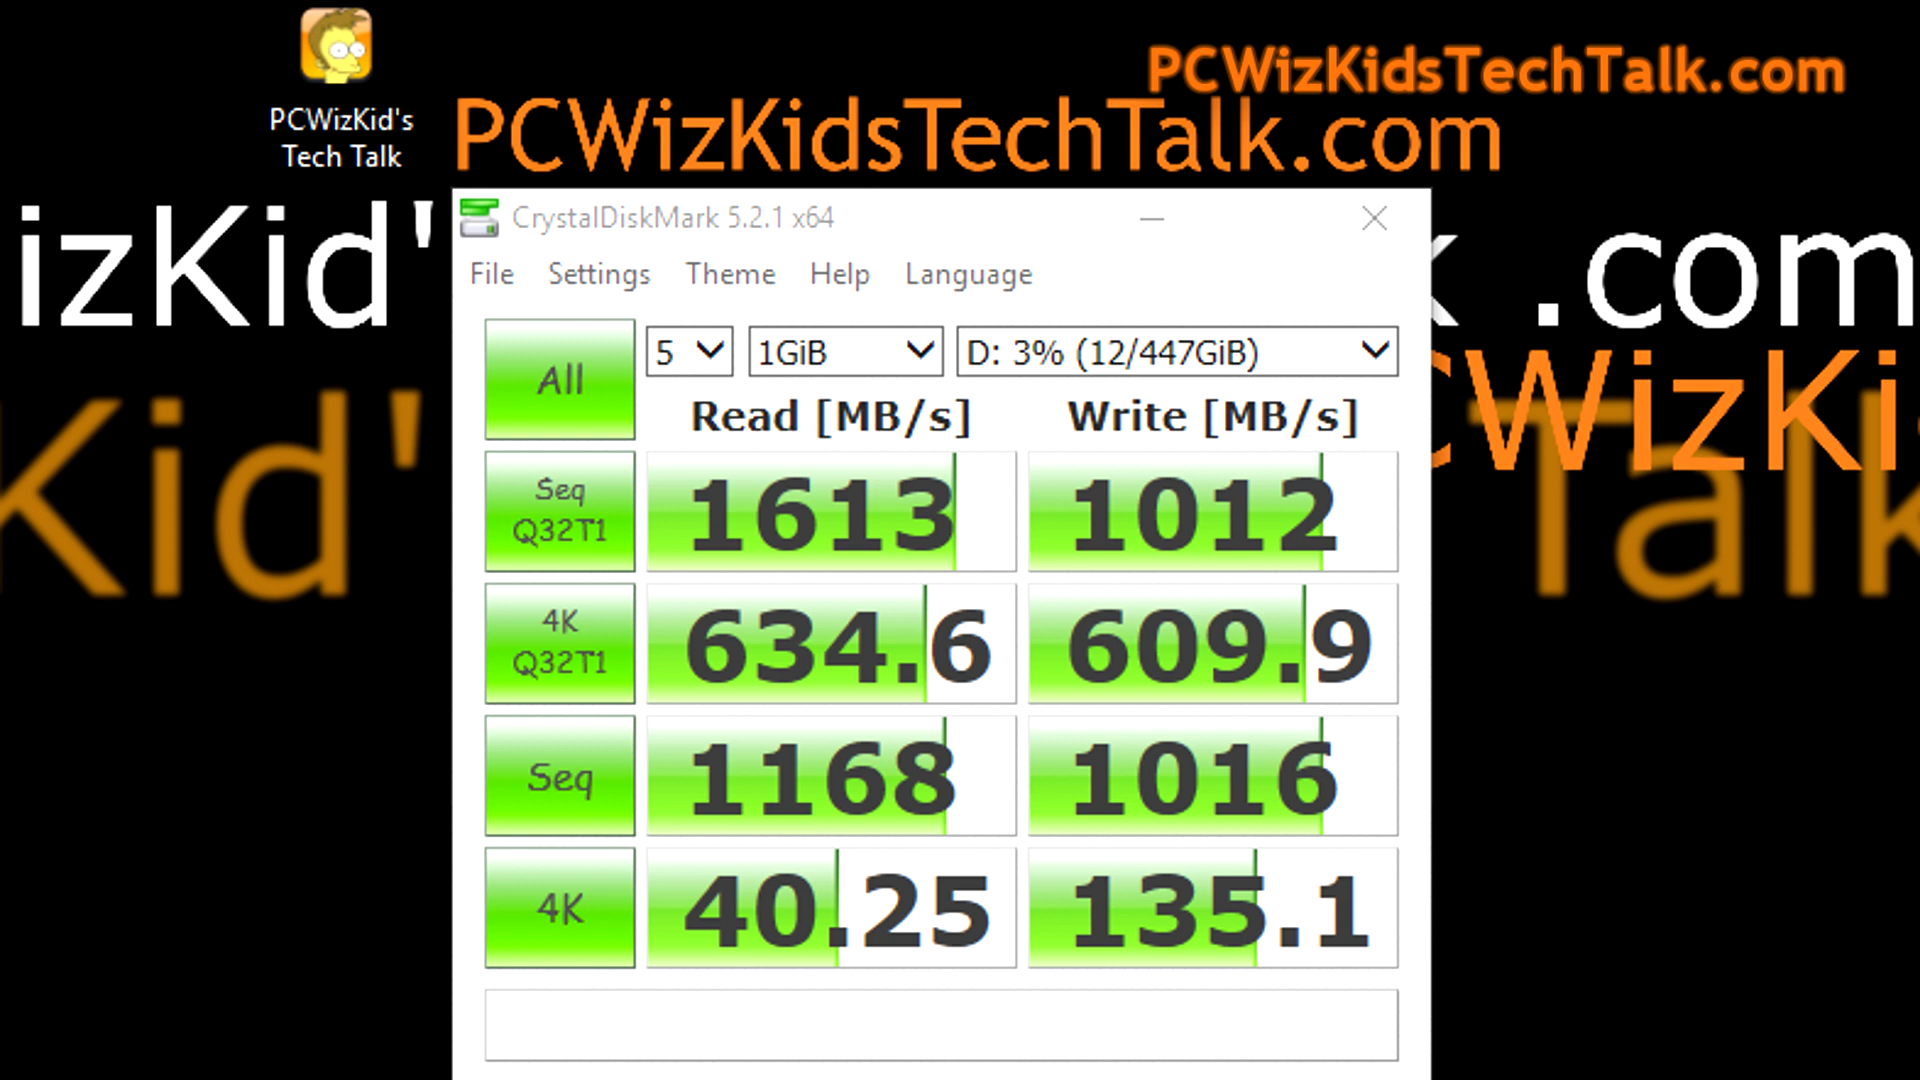 PCWizKidsTechTalk.com
PCWizKid's
Tech Talk
PCWizKidsTechTalk.com
izKid'
.com
CrystalDiskMark 5.2.1 x64
File Settings Theme Help Language
All
5 1GiB D: 3% (12/447GiB)
Read [MB/s] Write [MB/s]
CWizKi
Kid'
Talk
Seq
Q32T1
1613 1012
4K
Q32T1
634.6 609.9
Seq
1168 1016
4K
40.25 135.1